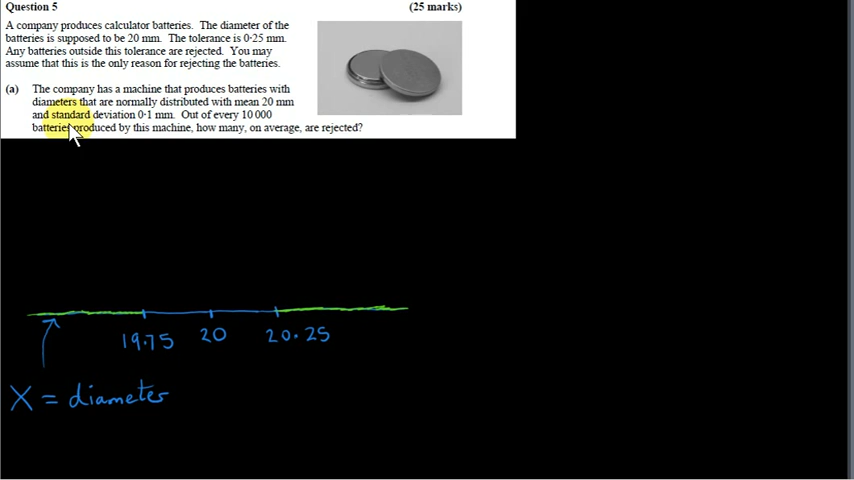 Question 5 (25 marks)
A company produces calculator batteries. The diameter of the
batteries is supposed to be 20 mm. The tolerance is 0·25 mm.
Any batteries outside this tolerance are rejected. You may
assume that this is the only reason for rejecting the batteries.
(a) The company has a machine that produces batteries with
diameters that are normally distributed with mean 20 mm
and standard deviation 0·1 mm. Out of every 10 000
batteries produced by this machine, how many, on average, are rejected?
19.75 20 20.25
X = diameter